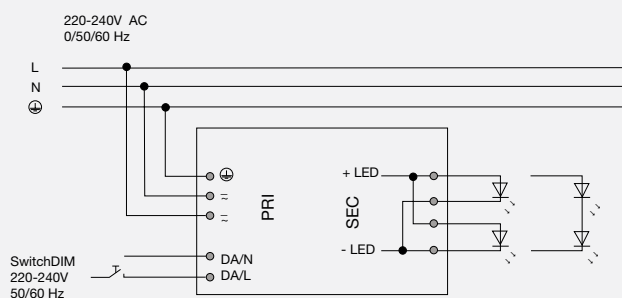 220-240V AC
0/50/60 Hz
L
N
+ LED
PRI
SEC
- LED
DA/N
DA/L
SwitchDIM
220-240V
50/60 Hz